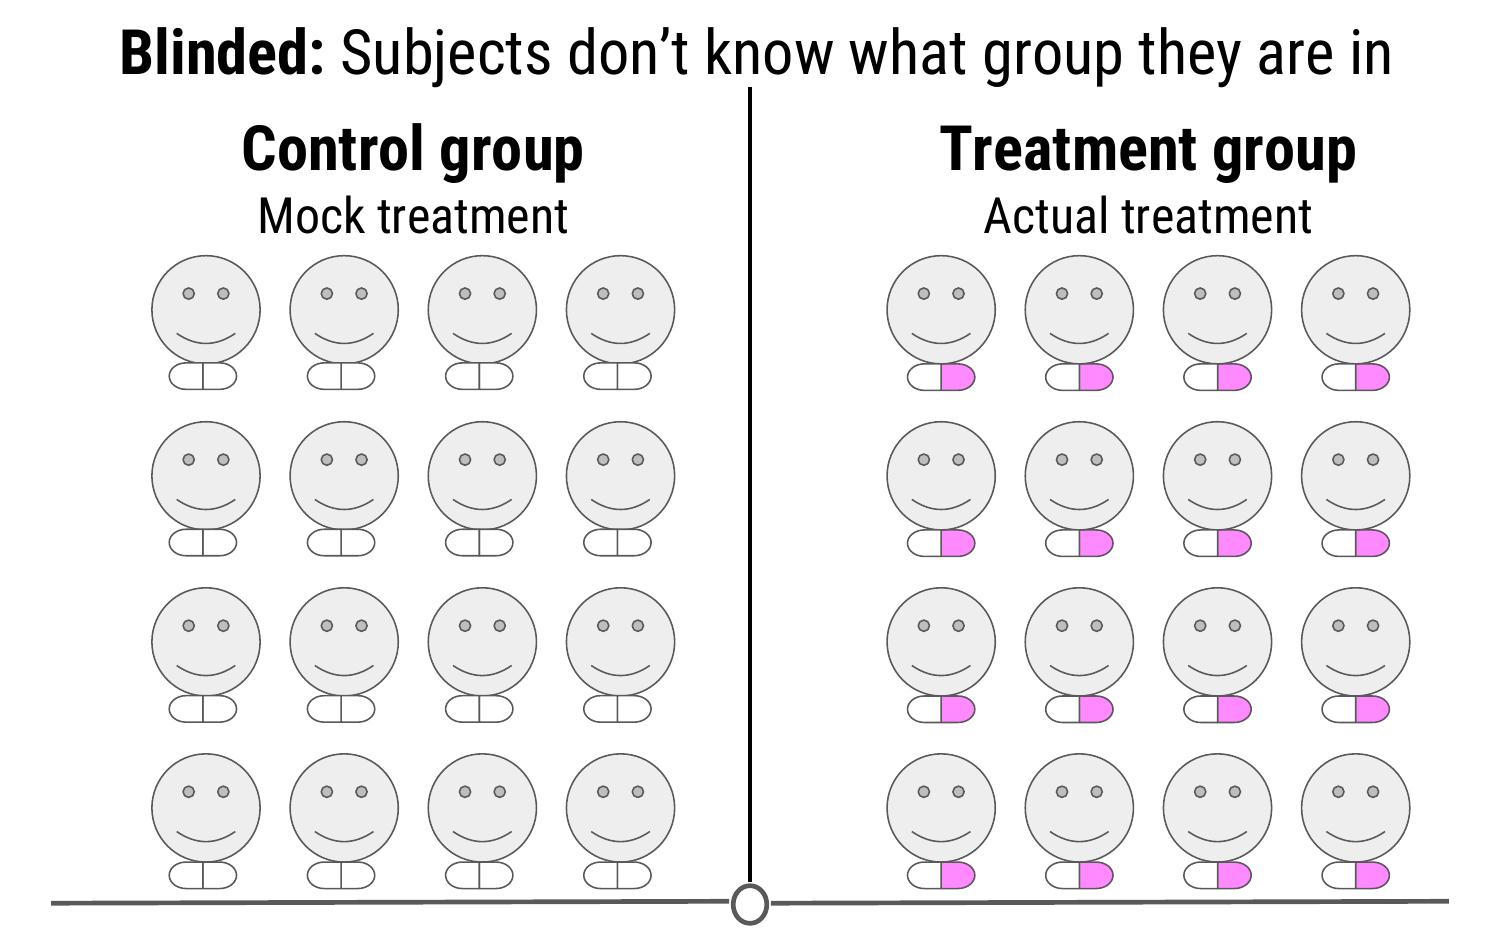 Blinded: Subjects don’t know what group they are in
Control group
Mock treatment
Treatment group
Actual treatment